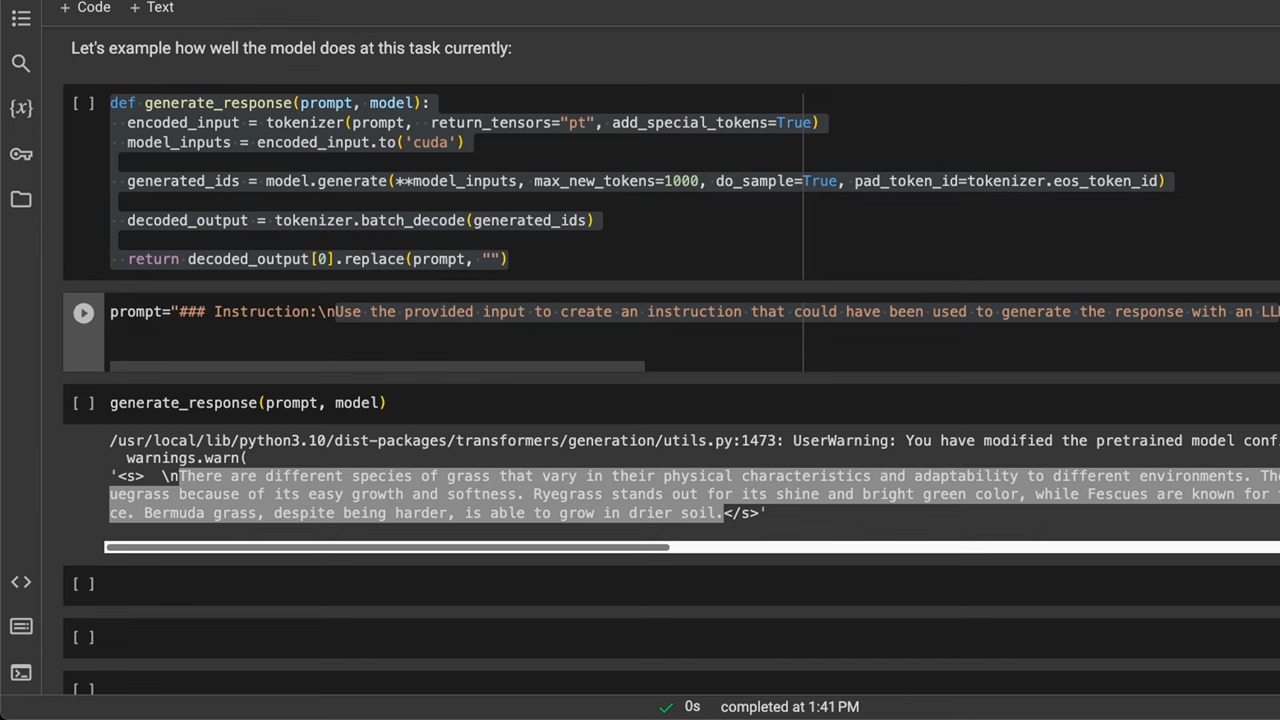 + Code + Text
Let's example how well the model does at this task currently:
[ ] def generate_response(prompt, model):
encoded_input = tokenizer(prompt, return_tensors="pt", add_special_tokens=True)
model_inputs = encoded_input.to('cuda')
generated_ids = model.generate(**model_inputs, max_new_tokens=1000, do_sample=True, pad_token_id=tokenizer.eos_token_id)
decoded_output = tokenizer.batch_decode(generated_ids)
return decoded_output[0].replace(prompt, "")
{x}
prompt="### Instruction:\nUse the provided input to create an instruction that could have been used to generate the response with an LL
[ ] generate_response(prompt, model)
/usr/local/lib/python3.10/dist-packages/transformers/generation/utils.py:1473: UserWarning: You have modified the pretrained model conf
warnings.warn(
'<s> \nThere are different species of grass that vary in their physical characteristics and adaptability to different environments. The
uegrass because of its easy growth and softness. Ryegrass stands out for its shine and bright green color, while Fescues are known for
ce. Bermuda grass, despite being harder, is able to grow in drier soil.</s>'
[ ]
[ ]
[ ]
0s completed at 1:41 PM